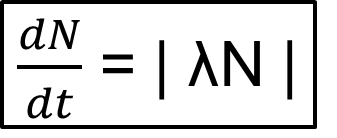 dN/dt = | λN |